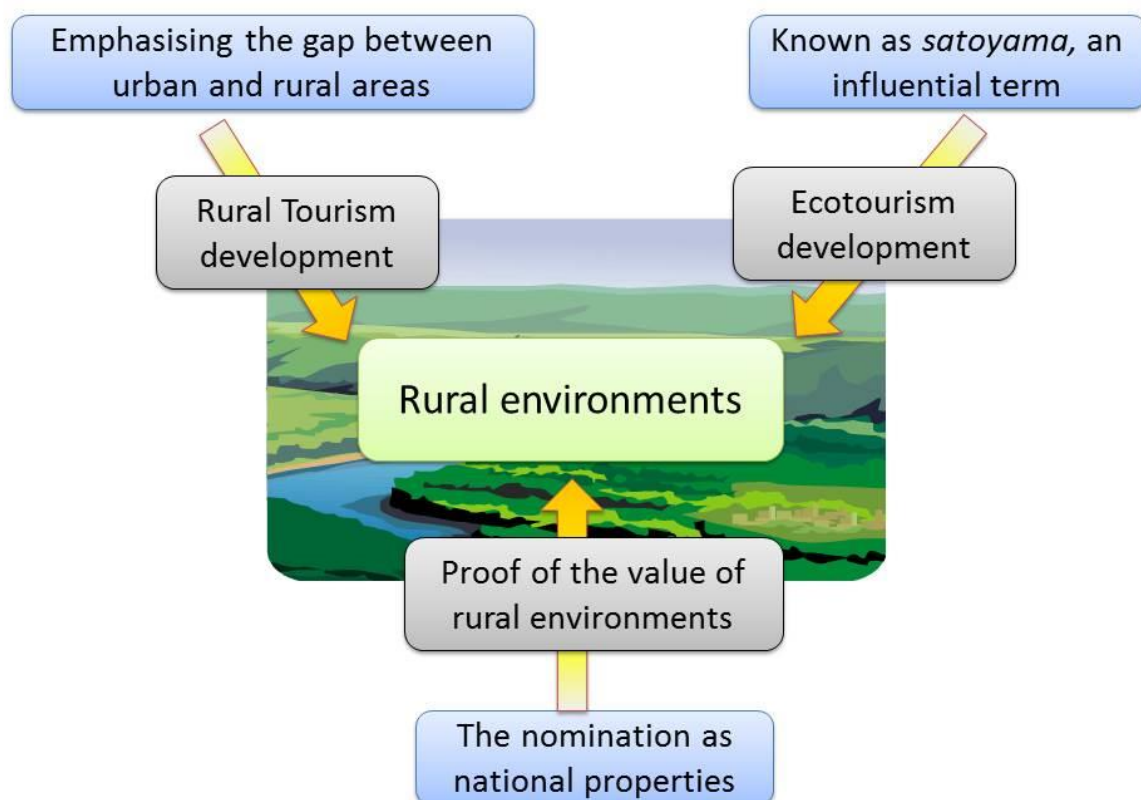 Emphasising the gap between
urban and rural areas
Known as satoyama, an
influential term
Rural Tourism
development
Ecotourism
development
Rural environments
Proof of the value of
rural environments
The nomination as
national properties